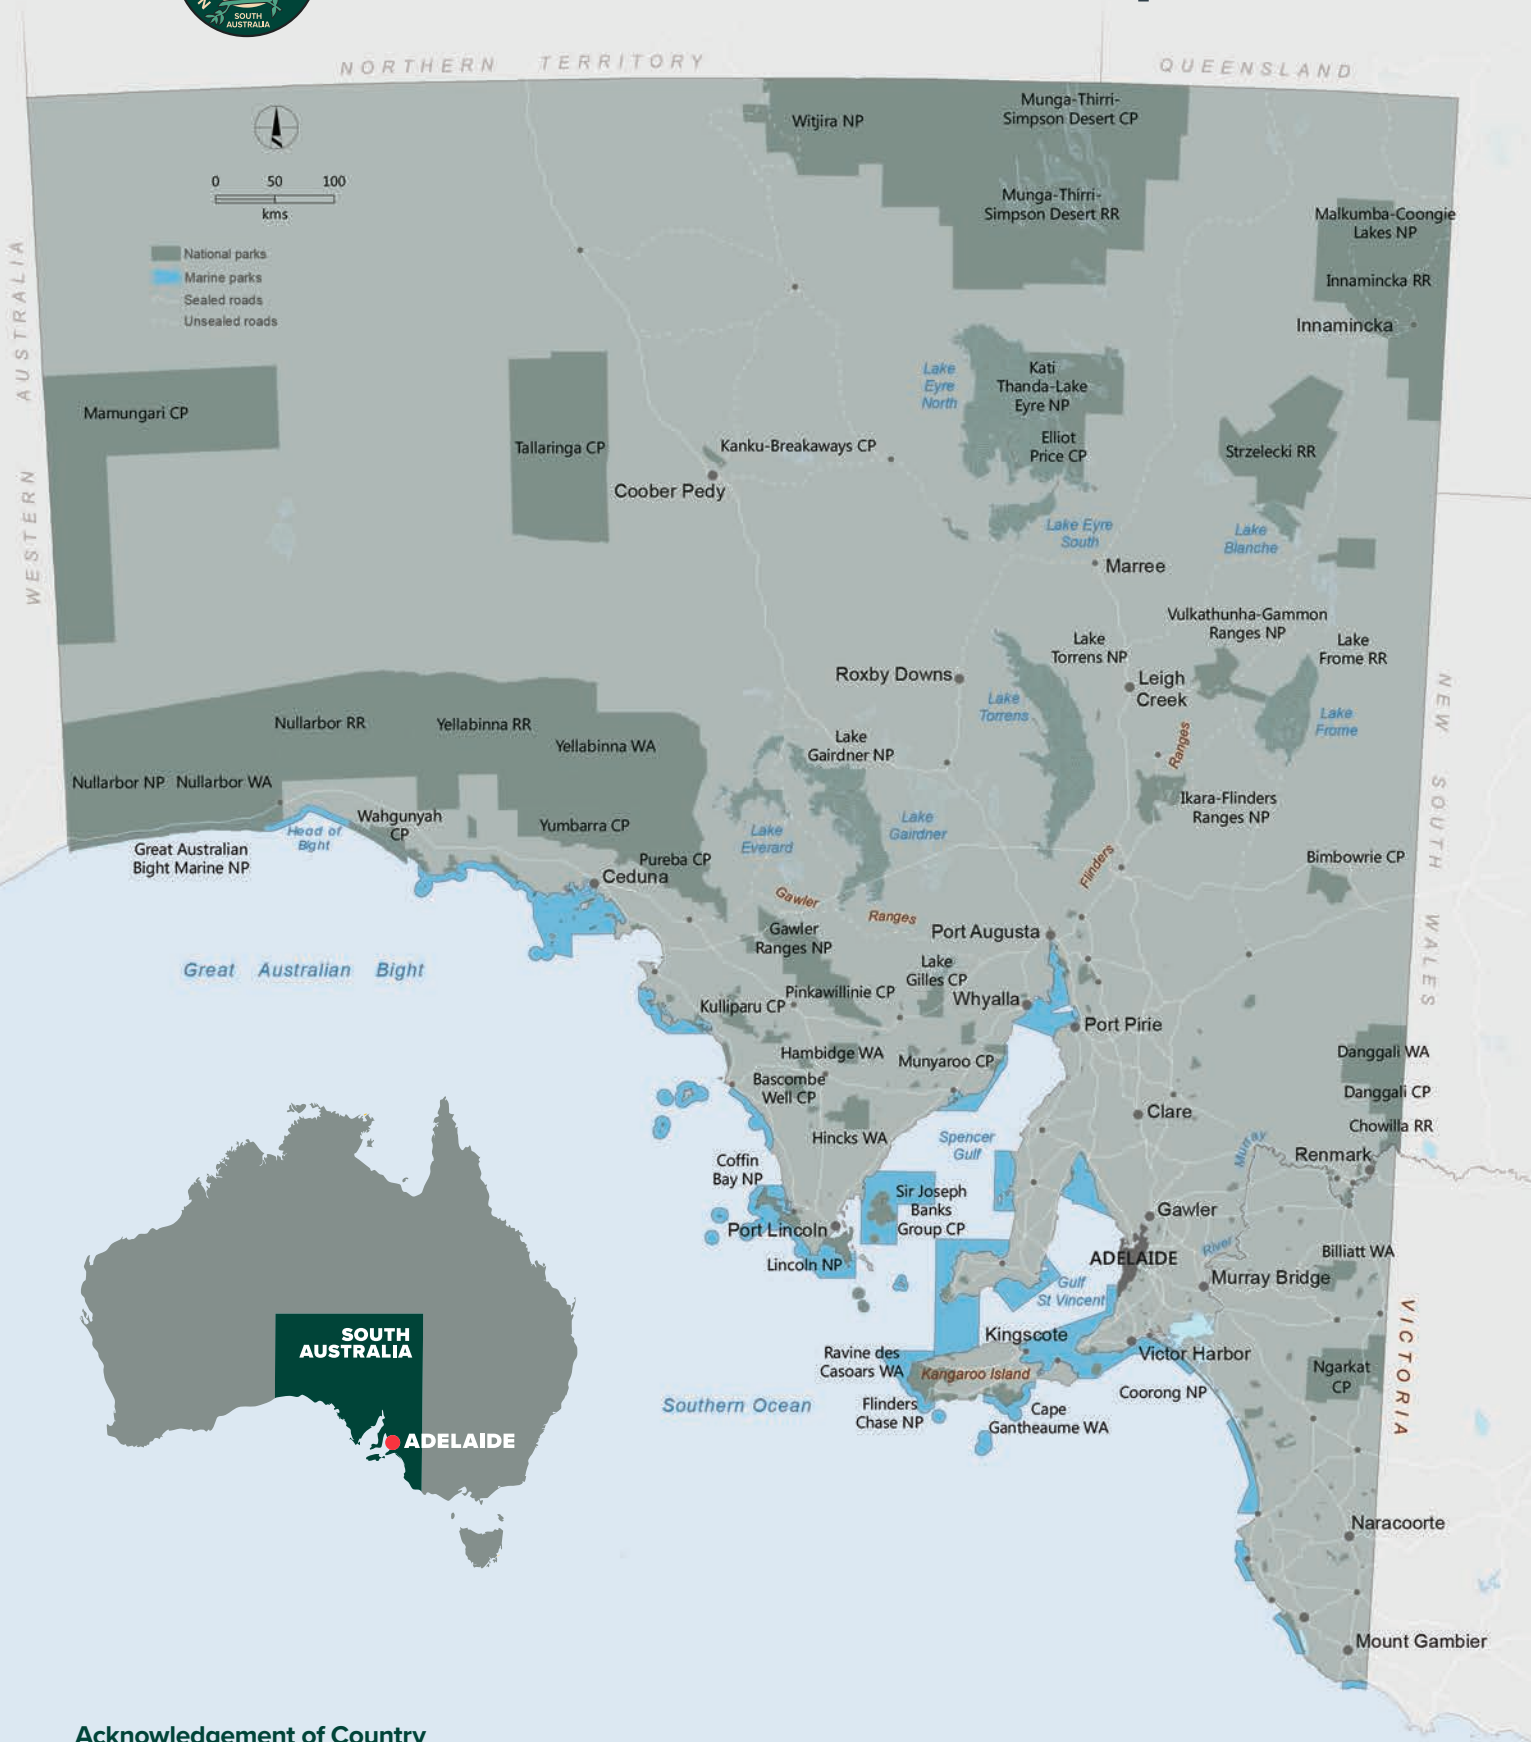 SOUTH
AUSTRALIA
NORTHERN TERRITORY
QUEENSLAND
WESTERN AUSTRALIA
NEW SOUTH WALES
VICTORIA
0 50 100
kms
National parks
Marine parks
Sealed roads
Unsealed roads
Witjira NP
Munga-Thirri-
Simpson Desert CP
Munga-Thirri-
Simpson Desert RR
Malkumba-Coongie
Lakes NP
Innamincka RR
Innamincka
Mamungari CP
Tallaringa CP
Kanku-Breakaways CP
Coober Pedy
Lake
Eyre
North
Kati
Thanda-Lake
Eyre NP
Elliot
Price CP
Strzelecki RR
Lake Eyre
South
Lake
Blanche
Marree
Vulkathunha-Gammon
Ranges NP
Lake
Frome RR
Lake
Torrens NP
Roxby Downs
Leigh
Creek
Lake
Torrens
Lake
Frome
Nullarbor RR
Yellabinna RR
Yellabinna WA
Lake
Gairdner NP
Ranges
Nullarbor NP
Nullarbor WA
Ikara-Flinders
Ranges NP
Wahgunyah
CP
Head of
Bight
Yumbarra CP
Lake
Everard
Lake
Gairdner
Great Australian
Bight Marine NP
Pureba CP
Ceduna
Flinders
Bimbowrie CP
Gawler
Ranges
Gawler
Ranges NP
Port Augusta
Great Australian Bight
Lake
Gilles CP
Pinkawillinie CP
Whyalla
Kulliparu CP
Port Pirie
Hambidge WA
Munyaroo CP
Danggali WA
Bascombe
Well CP
Danggali CP
Clare
Chowilla RR
Hincks WA
Spencer
Gulf
Murray
Renmark
Coffin
Bay NP
Sir Joseph
Banks
Group CP
Gawler
Port Lincoln
River
Billiatt WA
ADELAIDE
Lincoln NP
Murray Bridge
Gulf
St Vincent
Kingscote
Victor Harbor
Ravine des
Casoars WA
Kangaroo Island
Ngarkat
CP
Coorong NP
Southern Ocean
Flinders
Chase NP
Cape
Gantheaume WA
Naracoorte
Mount Gambier
SOUTH
AUSTRALIA
ADELAIDE
Acknowledgement of Country